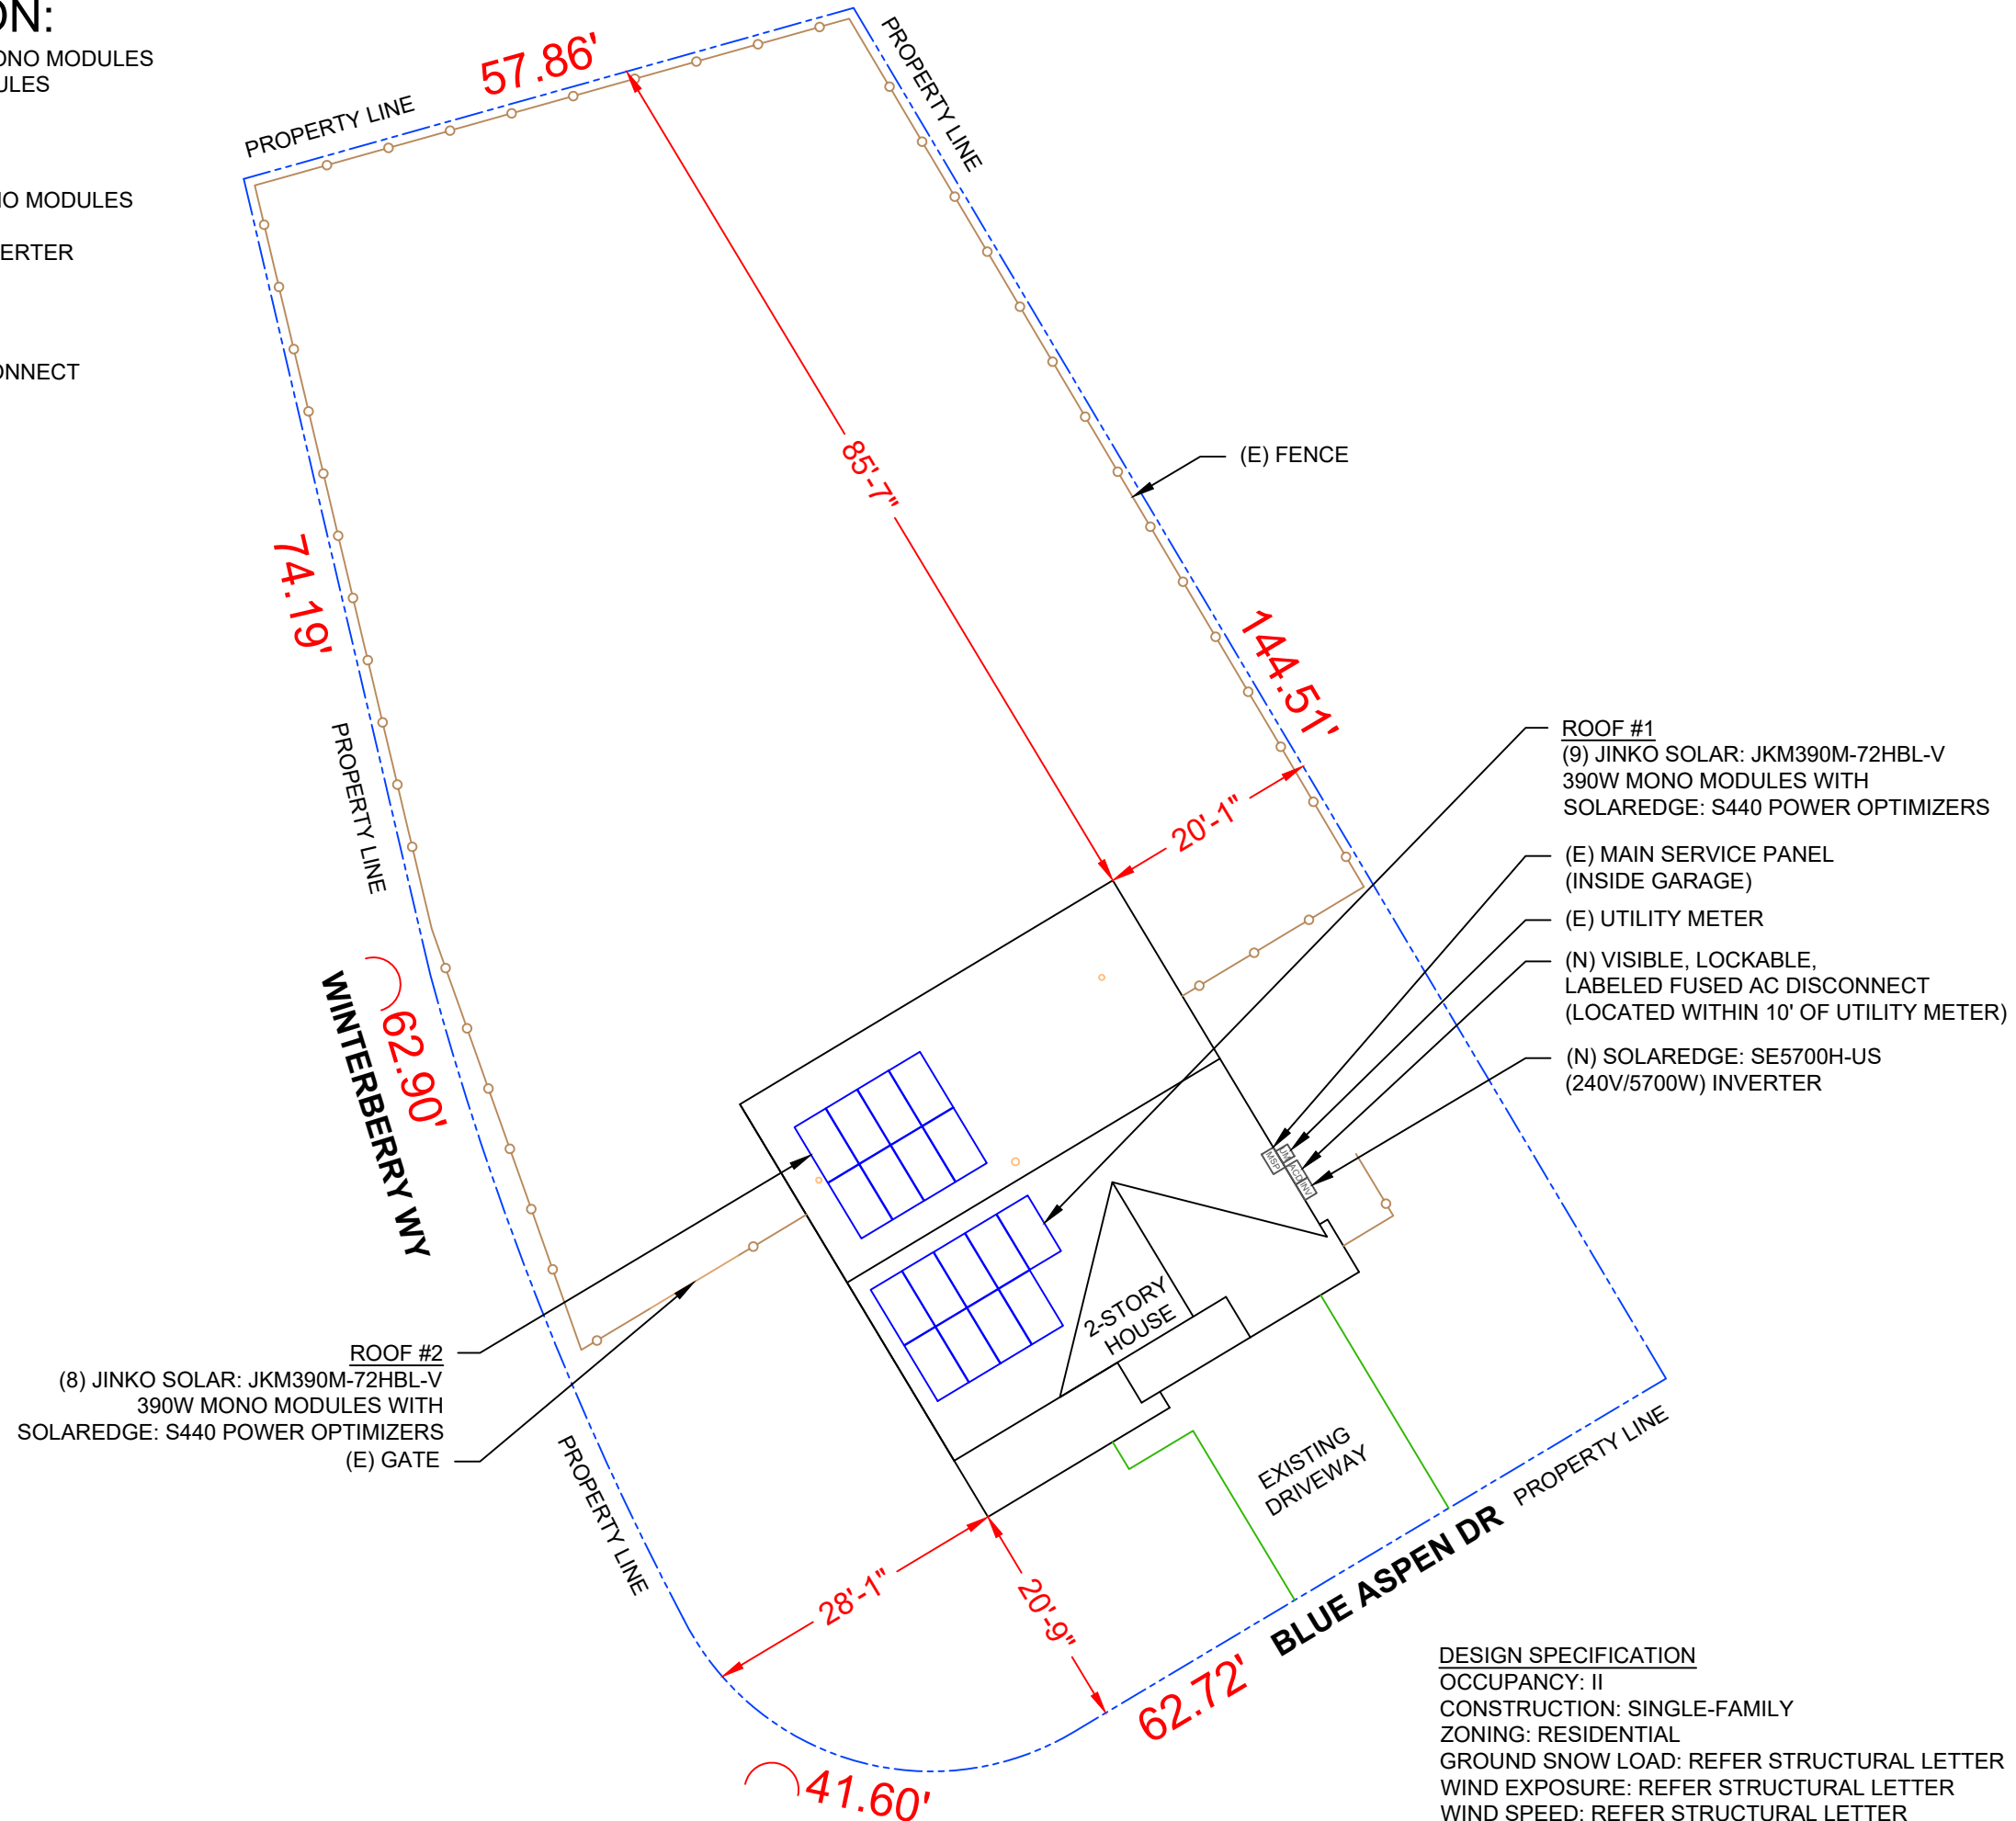 ON:
ONO MODULES
ULES
NO MODULES
ERTER
ONNECT
57.86'
PROPERTY LINE
PROPERTY LINE
85'-7"
(E) FENCE
74.19'
144.51'
PROPERTY LINE
20'-1"
ROOF #1
(9) JINKO SOLAR: JKM390M-72HBL-V
390W MONO MODULES WITH
SOLAREDGE: S440 POWER OPTIMIZERS
(E) MAIN SERVICE PANEL
(INSIDE GARAGE)
(E) UTILITY METER
(N) VISIBLE, LOCKABLE,
LABELED FUSED AC DISCONNECT
(LOCATED WITHIN 10' OF UTILITY METER)
(N) SOLAREDGE: SE5700H-US
(240V/5700W) INVERTER
62.90'
WINTERBERRY WY
MSP
UM
ACD
INV
2-STORY
HOUSE
ROOF #2
(8) JINKO SOLAR: JKM390M-72HBL-V
390W MONO MODULES WITH
SOLAREDGE: S440 POWER OPTIMIZERS
(E) GATE
PROPERTY LINE
EXISTING
DRIVEWAY
PROPERTY LINE
BLUE ASPEN DR
28'-1"
20'-9"
62.72'
41.60'
DESIGN SPECIFICATION
OCCUPANCY: II
CONSTRUCTION: SINGLE-FAMILY
ZONING: RESIDENTIAL
GROUND SNOW LOAD: REFER STRUCTURAL LETTER
WIND EXPOSURE: REFER STRUCTURAL LETTER
WIND SPEED: REFER STRUCTURAL LETTER